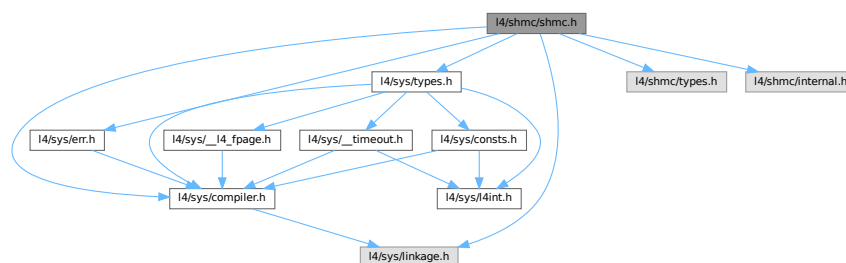 l4/shmc/shmc.h
l4/sys/types.h
l4/shmc/types.h
l4/shmc/internal.h
l4/sys/err.h
l4/sys/__l4_fpage.h
l4/sys/__timeout.h
l4/sys/consts.h
l4/sys/compiler.h
l4/sys/l4int.h
l4/sys/linkage.h